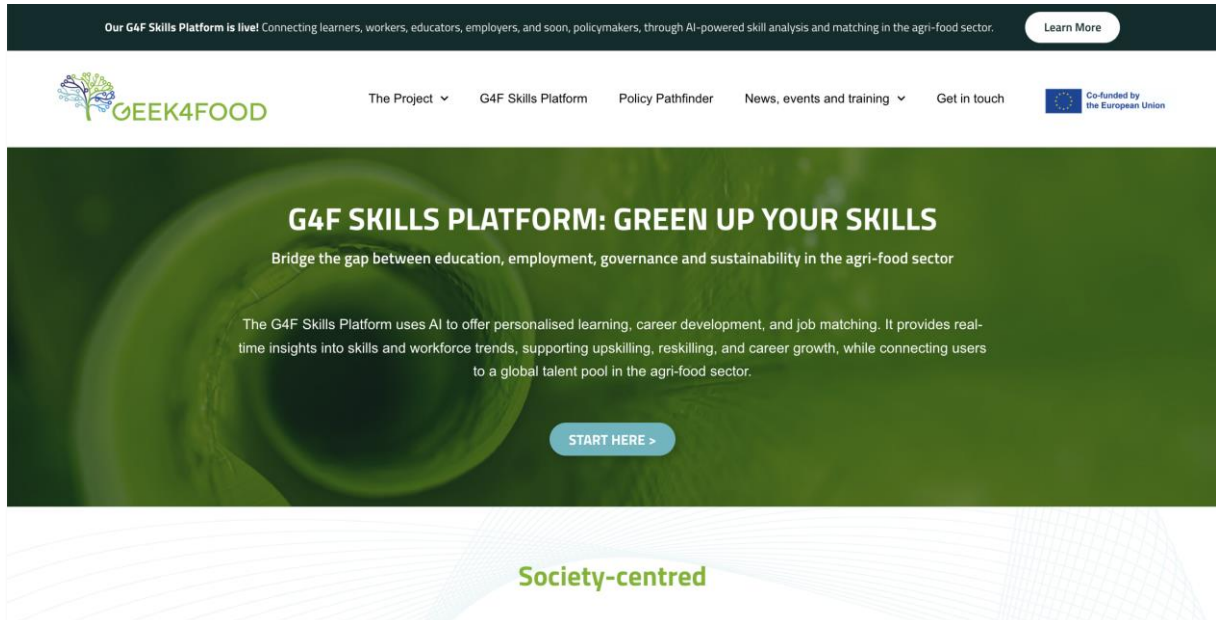 Our G4F Skills Platform is live! Connecting learners, workers, educators, employers, and soon, policymakers, through AI-powered skill analysis and matching in the agri-food sector.
Learn More
GEEK4FOOD
The Project
G4F Skills Platform
Policy Pathfinder
News, events and training
Get in touch
Co-funded by
the European Union
G4F SKILLS PLATFORM: GREEN UP YOUR SKILLS
Bridge the gap between education, employment, governance and sustainability in the agri-food sector
The G4F Skills Platform uses AI to offer personalised learning, career development, and job matching. It provides real-
time insights into skills and workforce trends, supporting upskilling, reskilling, and career growth, while connecting users
to a global talent pool in the agri-food sector.
START HERE >
Society-centred